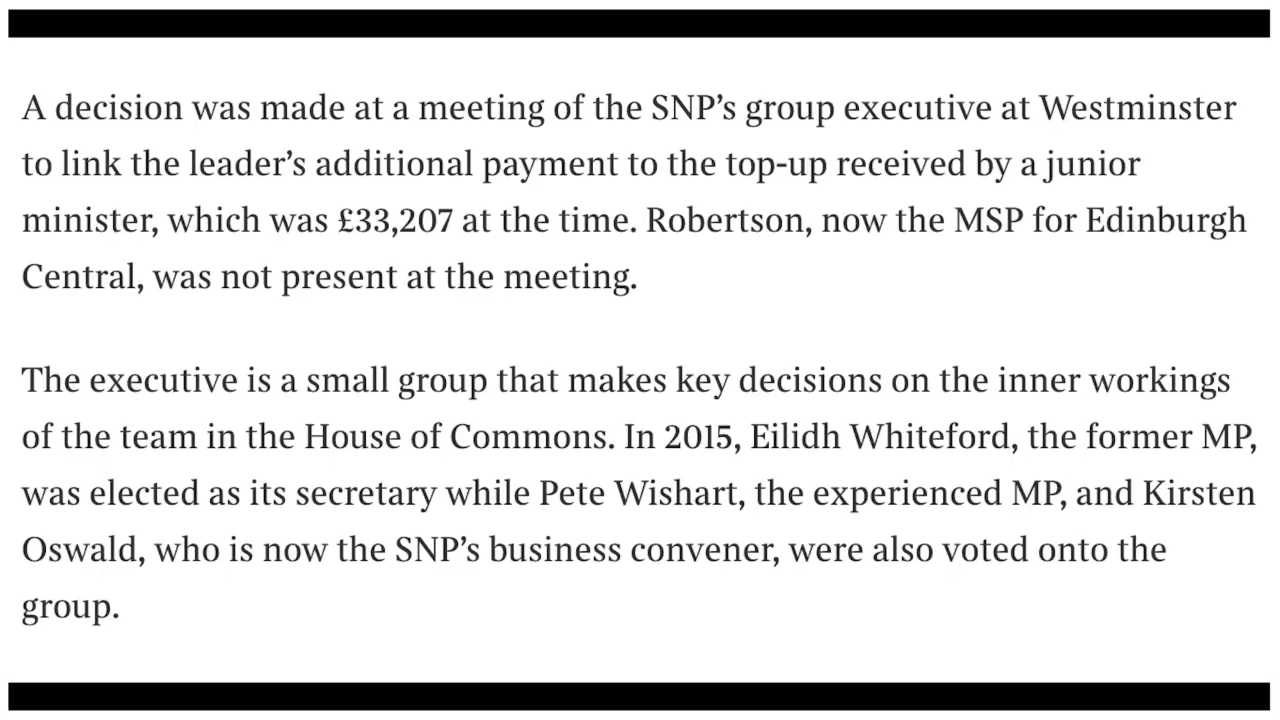 A decision was made at a meeting of the SNP’s group executive at Westminster
to link the leader’s additional payment to the top-up received by a junior
minister, which was £33,207 at the time. Robertson, now the MSP for Edinburgh
Central, was not present at the meeting.
The executive is a small group that makes key decisions on the inner workings
of the team in the House of Commons. In 2015, Eilidh Whiteford, the former MP,
was elected as its secretary while Pete Wishart, the experienced MP, and Kirsten
Oswald, who is now the SNP’s business convener, were also voted onto the
group.